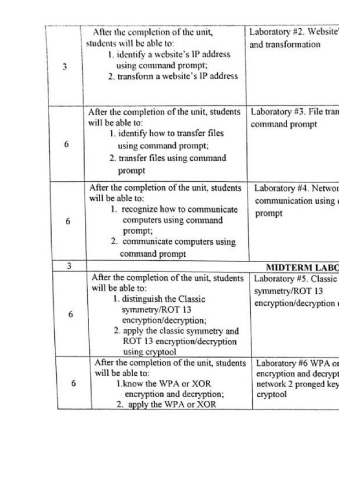 After the completion of the unit,
students will be able to:
1. identify a website's IP address
using command prompt;
2. transform a website's IP address
3
Laboratory #2. Website'
and transformation
After the completion of the unit, students
will be able to:
1. identify how to transfer files
using command prompt;
2. transfer files using command
prompt
6
Laboratory #3. File tran
command prompt
After the completion of the unit, students
will be able to:
1. recognize how to communicate
computers using command
prompt;
2. communicate computers using
command prompt
6
Laboratory #4. Networ
communication using
prompt
3
MIDTERM LABO
After the completion of the unit, students
will be able to:
1. distinguish the Classic
symmetry/ROT 13
encryption/decryption;
2. apply the classic symmetry and
ROT 13 encryption/decryption
using cryptool
6
Laboratory #5. Classic
symmetry/ROT 13
encryption/decryption
After the completion of the unit, students
will be able to:
1.know the WPA or XOR
encryption and decryption;
2. apply the WPA or XOR
6
Laboratory #6 WPA or
encryption and decrypt
network 2 pronged key
cryptool